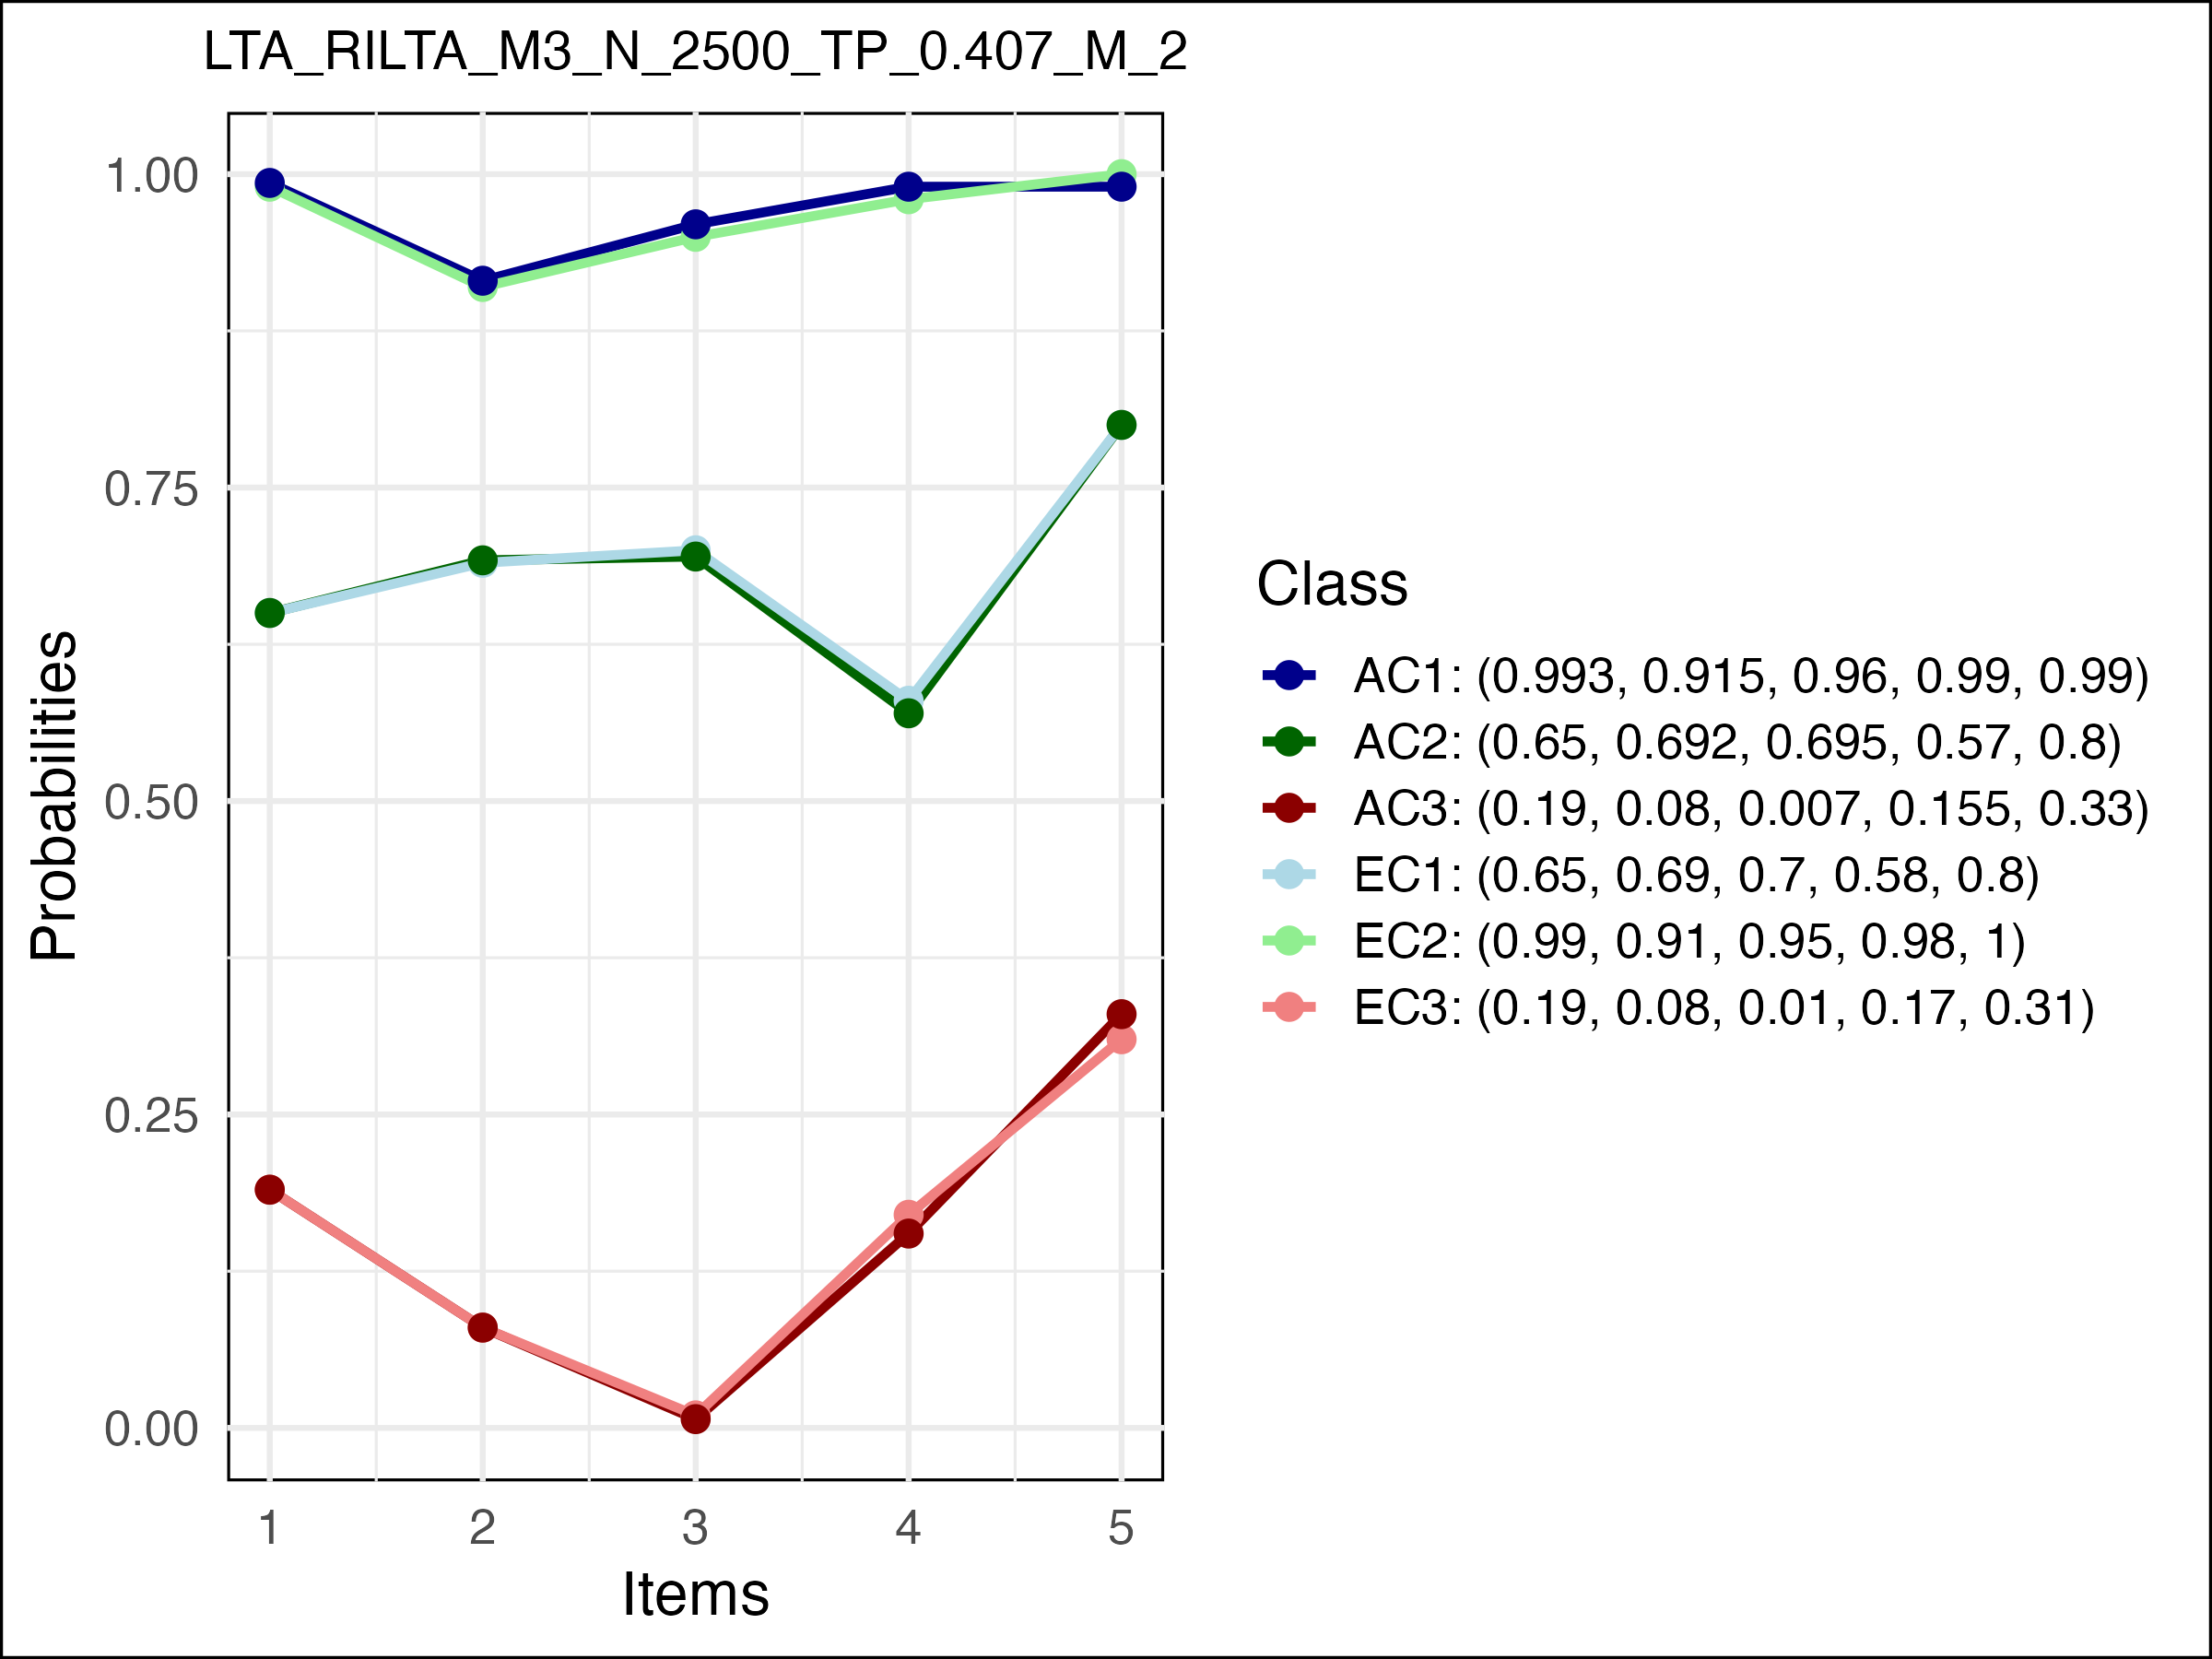 LTA_RILTA_M3_N_2500_TP_0.407_M_2
Probabilities
1.00
0.75
0.50
0.25
0.00
1 2 3 4 5
Items
Class
AC1: (0.993, 0.915, 0.96, 0.99, 0.99)
AC2: (0.65, 0.692, 0.695, 0.57, 0.8)
AC3: (0.19, 0.08, 0.007, 0.155, 0.33)
EC1: (0.65, 0.69, 0.7, 0.58, 0.8)
EC2: (0.99, 0.91, 0.95, 0.98, 1)
EC3: (0.19, 0.08, 0.01, 0.17, 0.31)